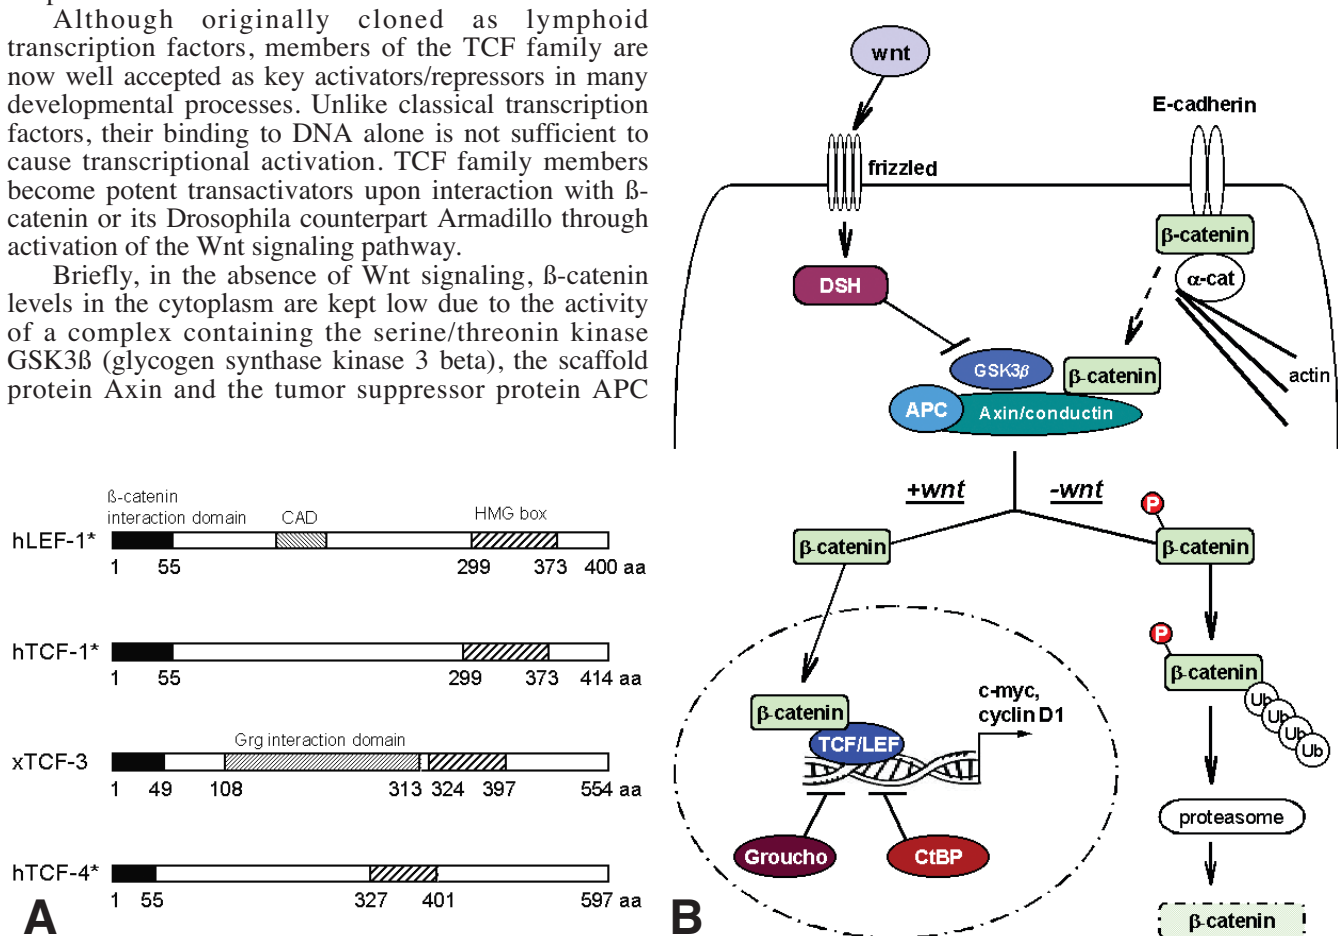 Although originally cloned as lymphoid
transcription factors, members of the TCF family are
now well accepted as key activators/repressors in many
developmental processes. Unlike classical transcription
factors, their binding to DNA alone is not sufficient to
cause transcriptional activation. TCF family members
become potent transactivators upon interaction with ß-
catenin or its Drosophila counterpart Armadillo through
activation of the Wnt signaling pathway.
Briefly, in the absence of Wnt signaling, ß-catenin
levels in the cytoplasm are kept low due to the activity
of a complex containing the serine/threonin kinase
GSK3ß (glycogen synthase kinase 3 beta), the scaffold
protein Axin and the tumor suppressor protein APC
ß-catenin
interaction domain CAD HMG box
hLEF-1*
1 55 299 373 400 aa
hTCF-1*
1 55 299 373 414 aa
Grg interaction domain
xTCF-3
1 49 108 313 324 397 554 aa
hTCF-4*
1 55 327 401 597 aa
A
wnt
E-cadherin
frizzled
β-catenin
α-cat
DSH
GSK3β
β-catenin
actin
APC
Axin/conductin
+wnt
-wnt
P
β-catenin
β-catenin
P
β-catenin
Ub
Ub
Ub
Ub
c-myc,
cyclin D1
β-catenin
TCF/LEF
proteasome
Groucho
CtBP
β-catenin
B